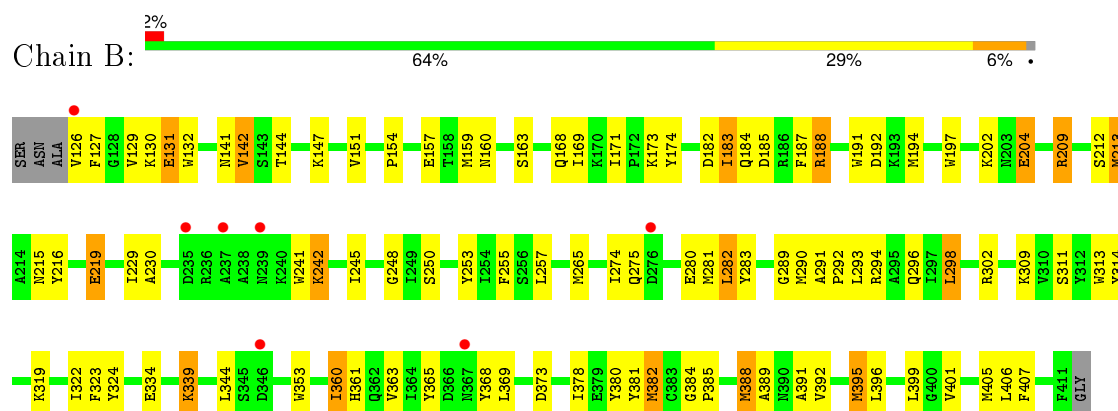 2%
Chain B:
64% 29% 6% •
SER ASN ALA V126 F127 G128 V129 K130 E131 W132 N141 V142 S143 T144 K147 V151 P154 E157 T158 M159 N160 S163 Q168 I169 K170 R171 P172 K173 Y174 D182 I183 Q184 D185 R186 F187 R188 W191 D192 K193 M194 W197 K202 N203 E204 R209 S212 M213
A214 N215 Y216 E219 I229 A230 D235 R236 A237 A238 N239 K240 W241 K242 I245 G248 I249 S250 Y253 I254 F255 S256 L257 M265 I274 Q275 D276 E280 M281 L282 Y283 G289 M290 A291 P292 L293 R294 A295 Q296 I297 L298 R302 K309 V310 S311 Y312 W313 Y314
K319 I322 F323 Y324 E334 K339 L344 S345 D346 W353 I360 H361 Q362 V363 I364 Y365 D366 N367 Y368 L369 D373 I378 E379 Y380 Y381 M382 C383 G384 P385 M388 A389 N390 A391 V392 M395 L396 L399 G400 V401 M405 L406 F407 F411 GLY